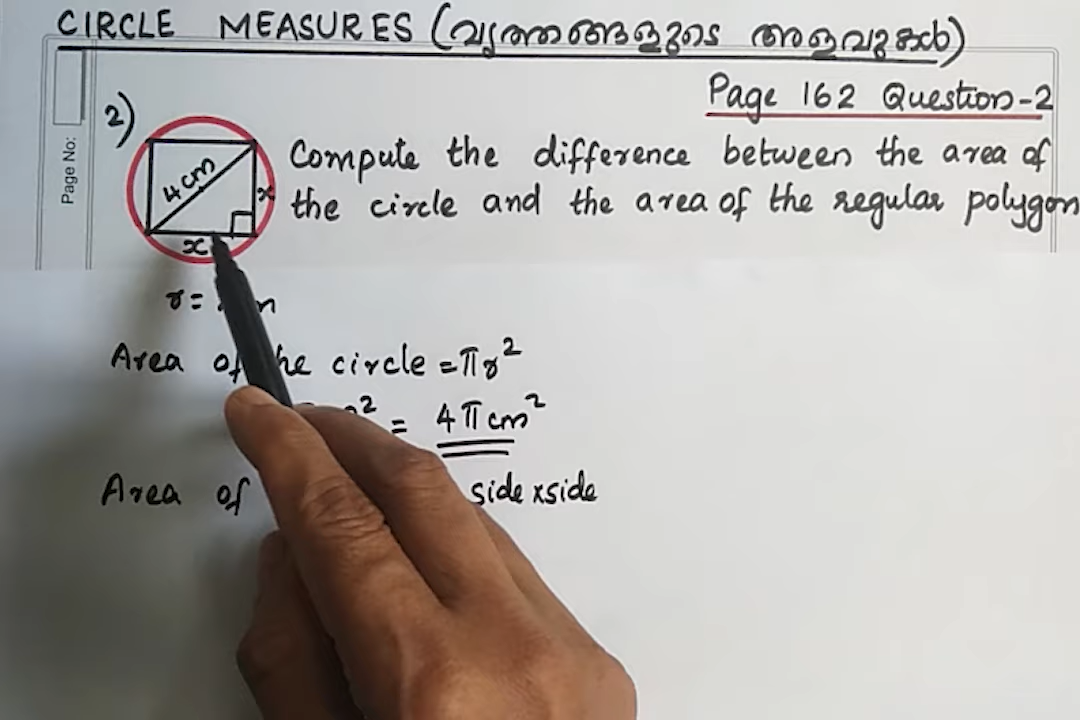 CIRCLE MEASURES (വൃത്തങ്ങളുടെ അളവുകൾ)
Page 162 Question-2
Page No:
2)
4cm
x
x
Compute the difference between the area of
the circle and the area of the regular polygon
r=
Area of the circle =πr²
= 4πcm²
Area of side×side